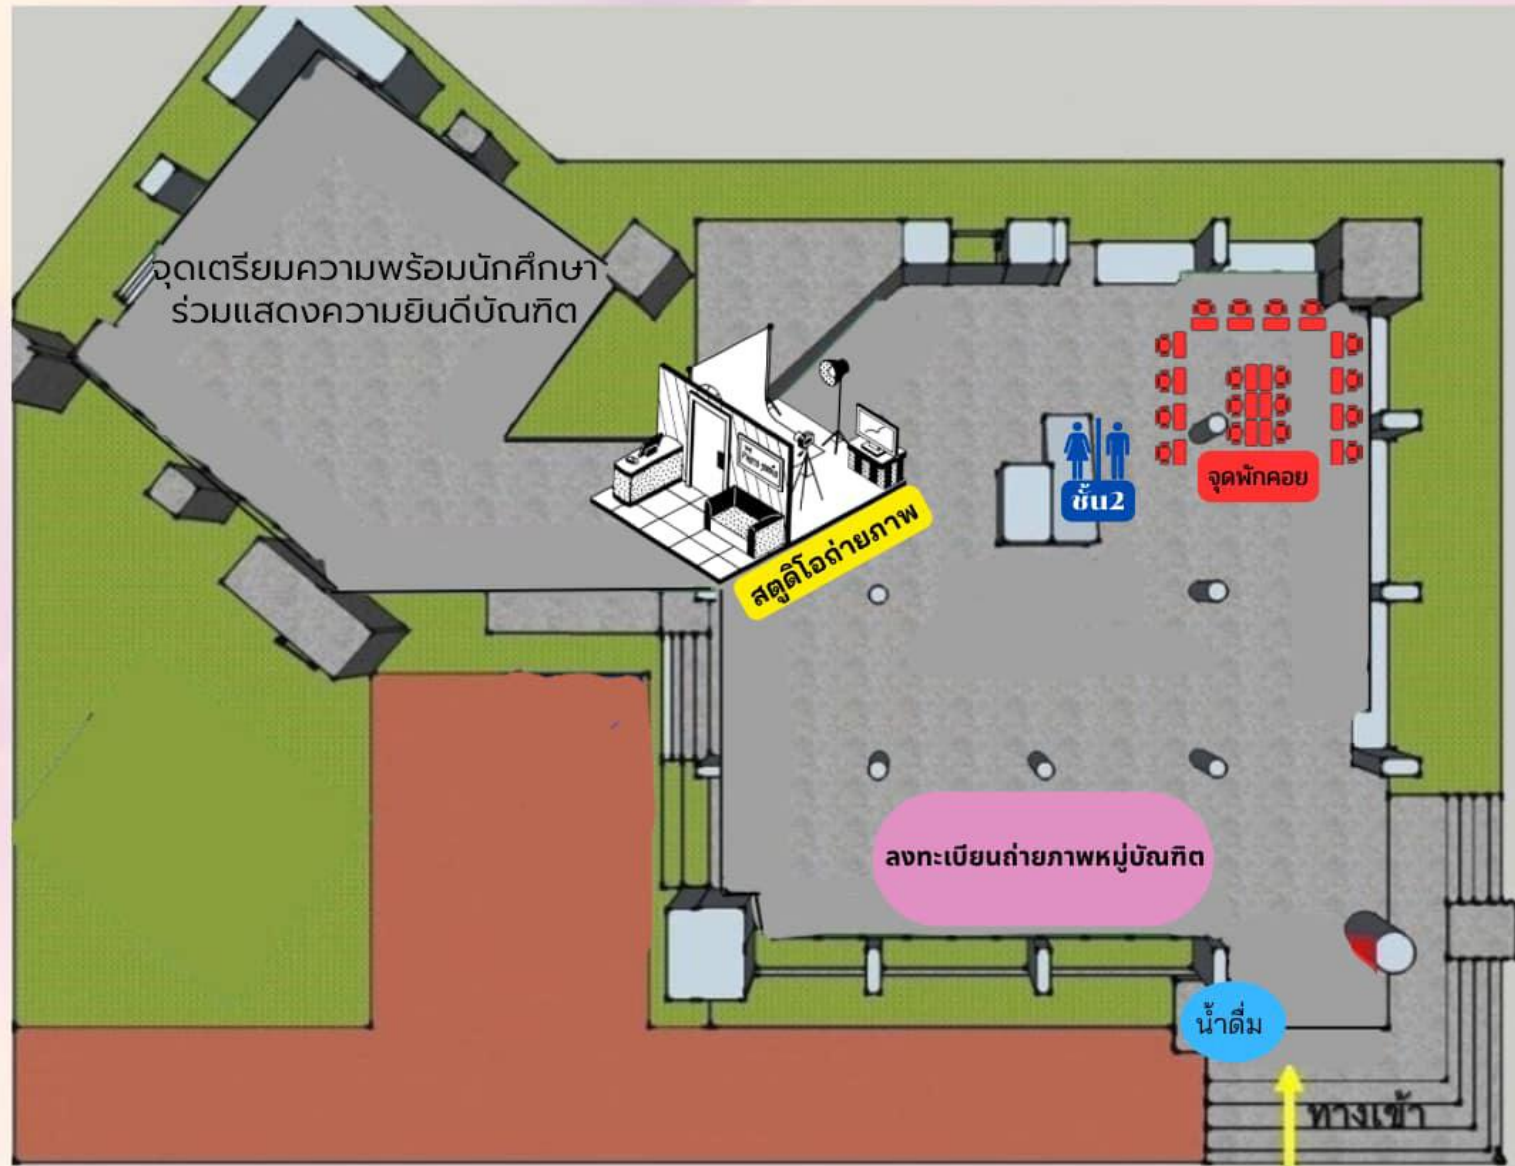 จุดเตรียมความพร้อมนักศึกษา
ร่วมแสดงความยินดีบัณฑิต
จุดพักคอย
ชั้น2
สตูดิโอถ่ายภาพ
ลงทะเบียนถ่ายภาพหมู่บัณฑิต
น้ำดื่ม
ทางเข้า